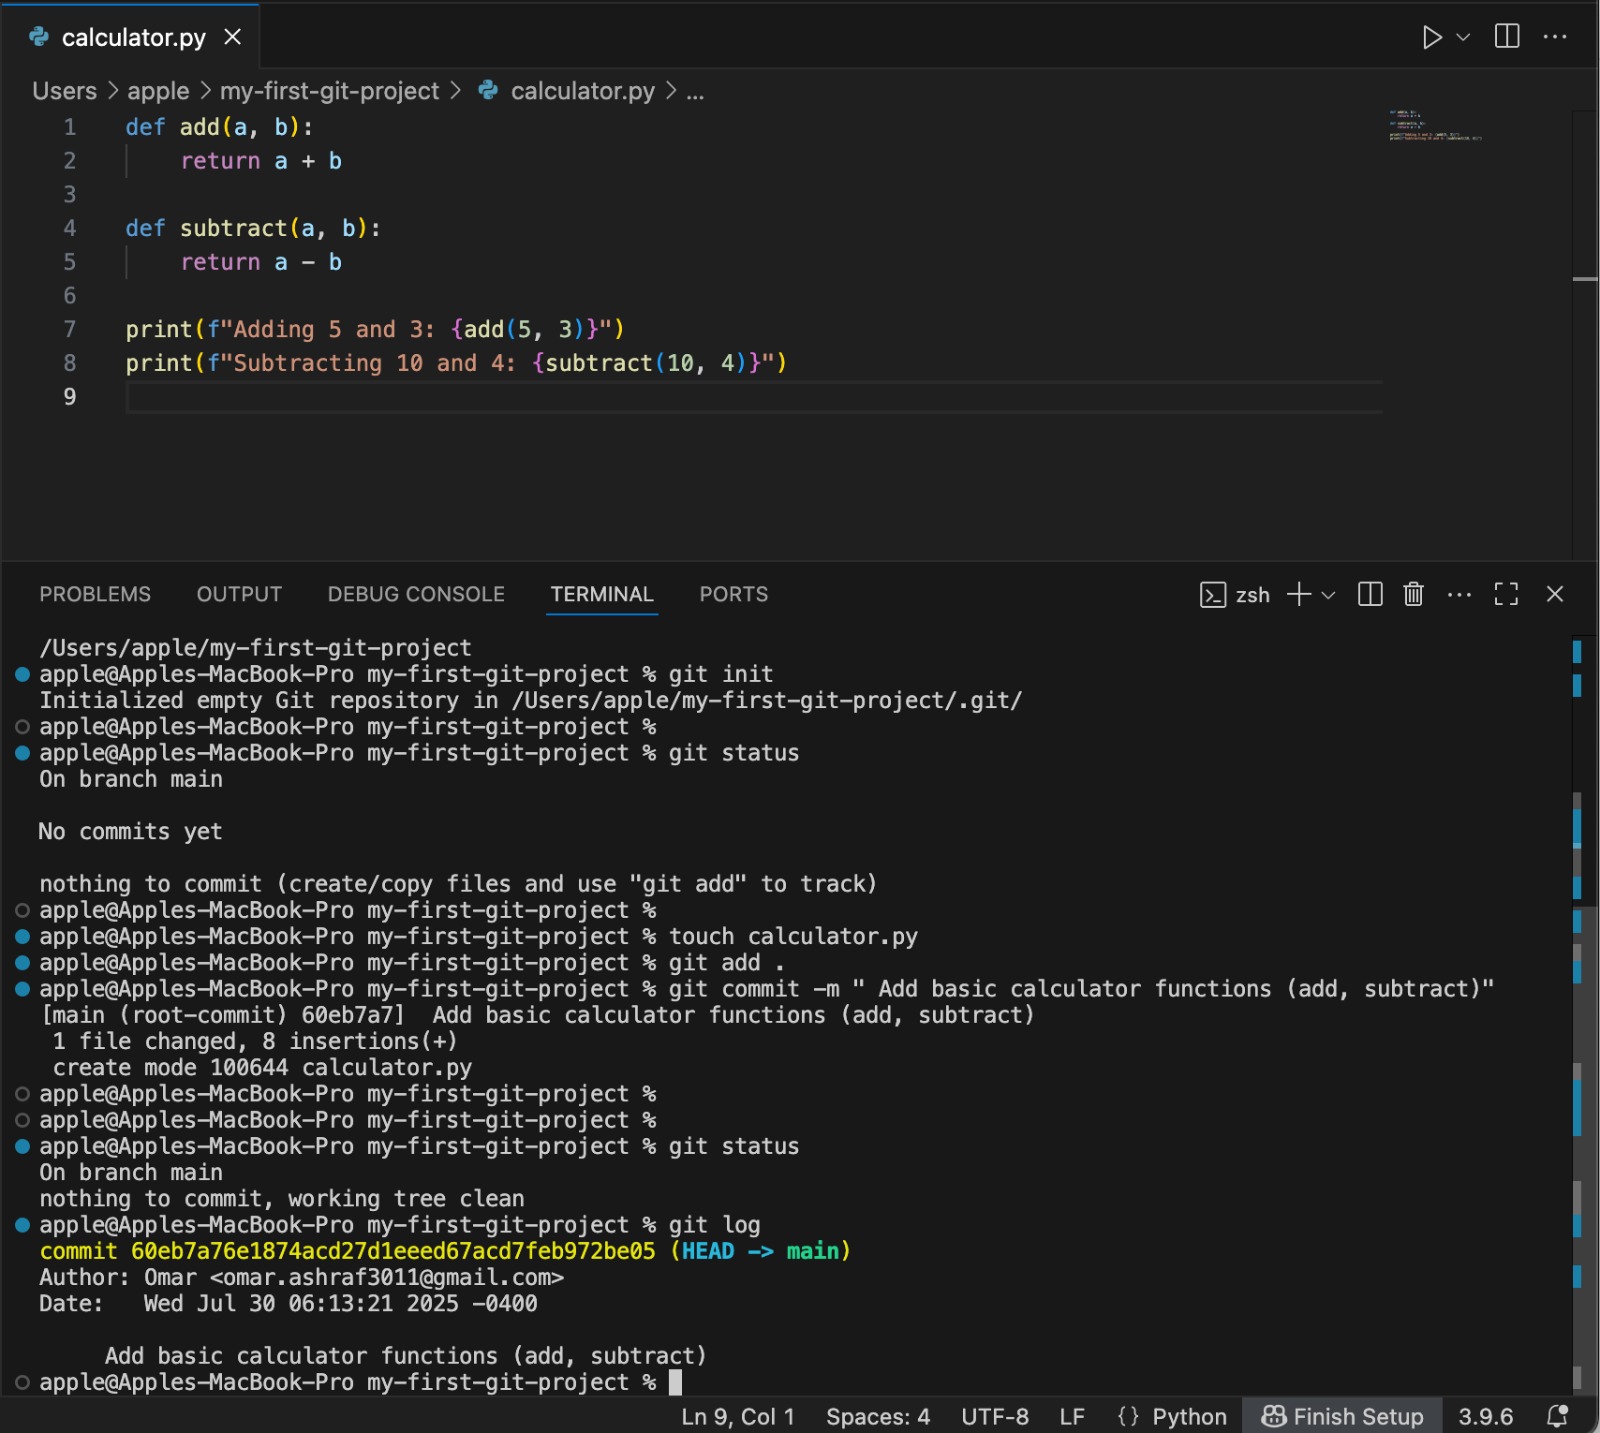 calculator.py
Users > apple > my-first-git-project > calculator.py > ...
1 def add(a, b):
2     return a + b
3
4 def subtract(a, b):
5     return a - b
6
7 print(f"Adding 5 and 3: {add(5, 3)}")
8 print(f"Subtracting 10 and 4: {subtract(10, 4)}")
9
PROBLEMS OUTPUT DEBUG CONSOLE TERMINAL PORTS zsh
/Users/apple/my-first-git-project
apple@Apples-MacBook-Pro my-first-git-project % git init
Initialized empty Git repository in /Users/apple/my-first-git-project/.git/
apple@Apples-MacBook-Pro my-first-git-project %
apple@Apples-MacBook-Pro my-first-git-project % git status
On branch main
No commits yet
nothing to commit (create/copy files and use "git add" to track)
apple@Apples-MacBook-Pro my-first-git-project %
apple@Apples-MacBook-Pro my-first-git-project % touch calculator.py
apple@Apples-MacBook-Pro my-first-git-project % git add .
apple@Apples-MacBook-Pro my-first-git-project % git commit -m " Add basic calculator functions (add, subtract)"
[main (root-commit) 60eb7a7]  Add basic calculator functions (add, subtract)
 1 file changed, 8 insertions(+)
 create mode 100644 calculator.py
apple@Apples-MacBook-Pro my-first-git-project %
apple@Apples-MacBook-Pro my-first-git-project %
apple@Apples-MacBook-Pro my-first-git-project % git status
On branch main
nothing to commit, working tree clean
apple@Apples-MacBook-Pro my-first-git-project % git log
commit 60eb7a76e1874acd27d1eeed67acd7feb972be05 (HEAD -> main)
Author: Omar <omar.ashraf3011@gmail.com>
Date:   Wed Jul 30 06:13:21 2025 -0400
     Add basic calculator functions (add, subtract)
apple@Apples-MacBook-Pro my-first-git-project %
Ln 9, Col 1 Spaces: 4 UTF-8 LF {} Python Finish Setup 3.9.6